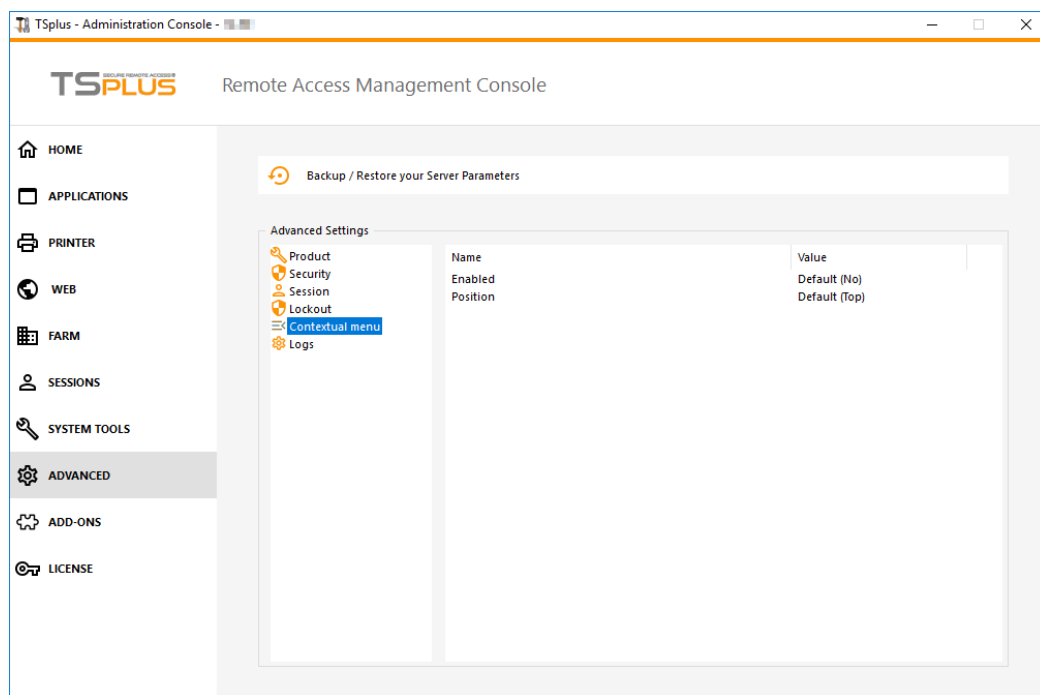 TSplus - Administration Console -
TSPLUS SECURE REMOTE ACCESS®
Remote Access Management Console
HOME
APPLICATIONS
PRINTER
WEB
FARM
SESSIONS
SYSTEM TOOLS
ADVANCED
ADD-ONS
LICENSE
Backup / Restore your Server Parameters
Advanced Settings
Product
Security
Session
Lockout
Contextual menu
Logs
Name Value
Enabled Default (No)
Position Default (Top)